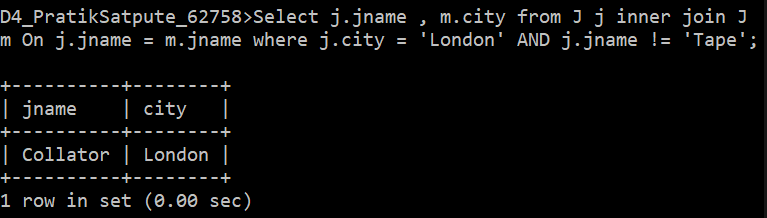 D4_PratikSatpute_62758>Select j.jname , m.city from J j inner join J
m On j.jname = m.jname where j.city = 'London' AND j.jname != 'Tape';
+----------+--------+
| jname    | city   |
+----------+--------+
| Collator | London |
+----------+--------+
1 row in set (0.00 sec)